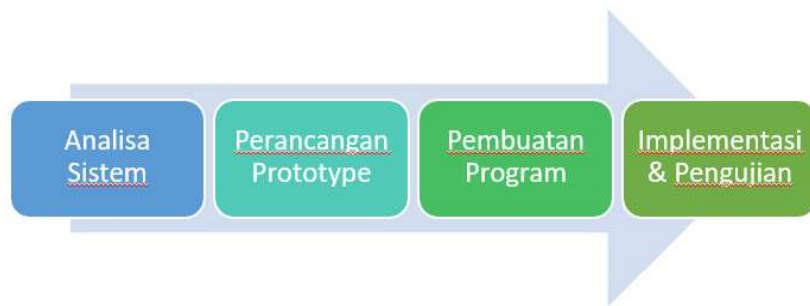 Analisa
Sistem
Perancangan
Prototype
Pembuatan
Program
Implementasi
& Pengujian